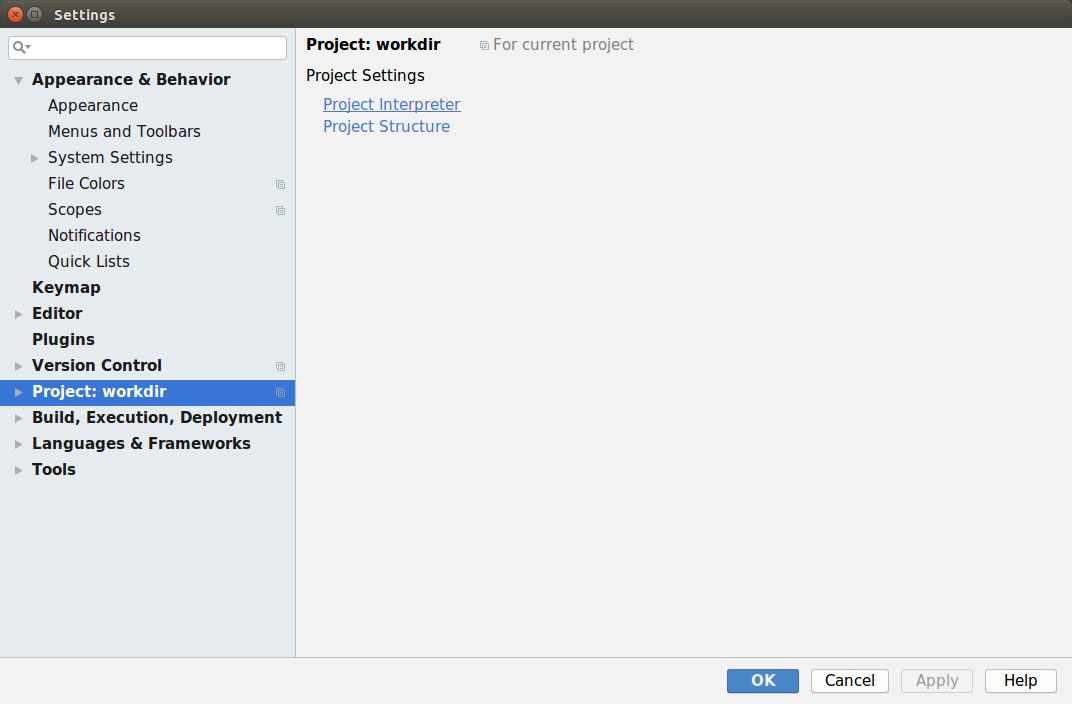 Settings
Appearance & Behavior
Appearance
Menus and Toolbars
System Settings
File Colors
Scopes
Notifications
Quick Lists
Keymap
Editor
Plugins
Version Control
Project: workdir
Build, Execution, Deployment
Languages & Frameworks
Tools
Project: workdir For current project
Project Settings
Project Interpreter
Project Structure
OK Cancel Apply Help